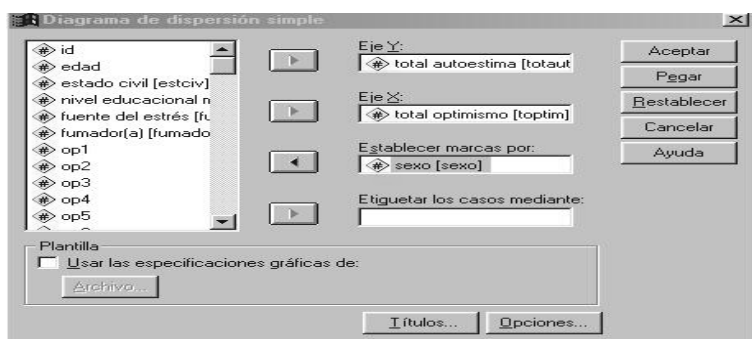 Diagrama de dispersión simple
id
edad
estado civil [estciv]
nivel educacional m
fuente del estrés [fu
fumador(a) [fumado
op1
op2
op3
op4
op5
Eje Y:
total autoestima [totaut
Eje X:
total optimismo [toptim]
Establecer marcas por:
sexo [sexo]
Etiquetar los casos mediante:
Aceptar
Pegar
Restablecer
Cancelar
Ayuda
Plantilla
Usar las especificaciones gráficas de:
Archivo...
Títulos...
Opciones...